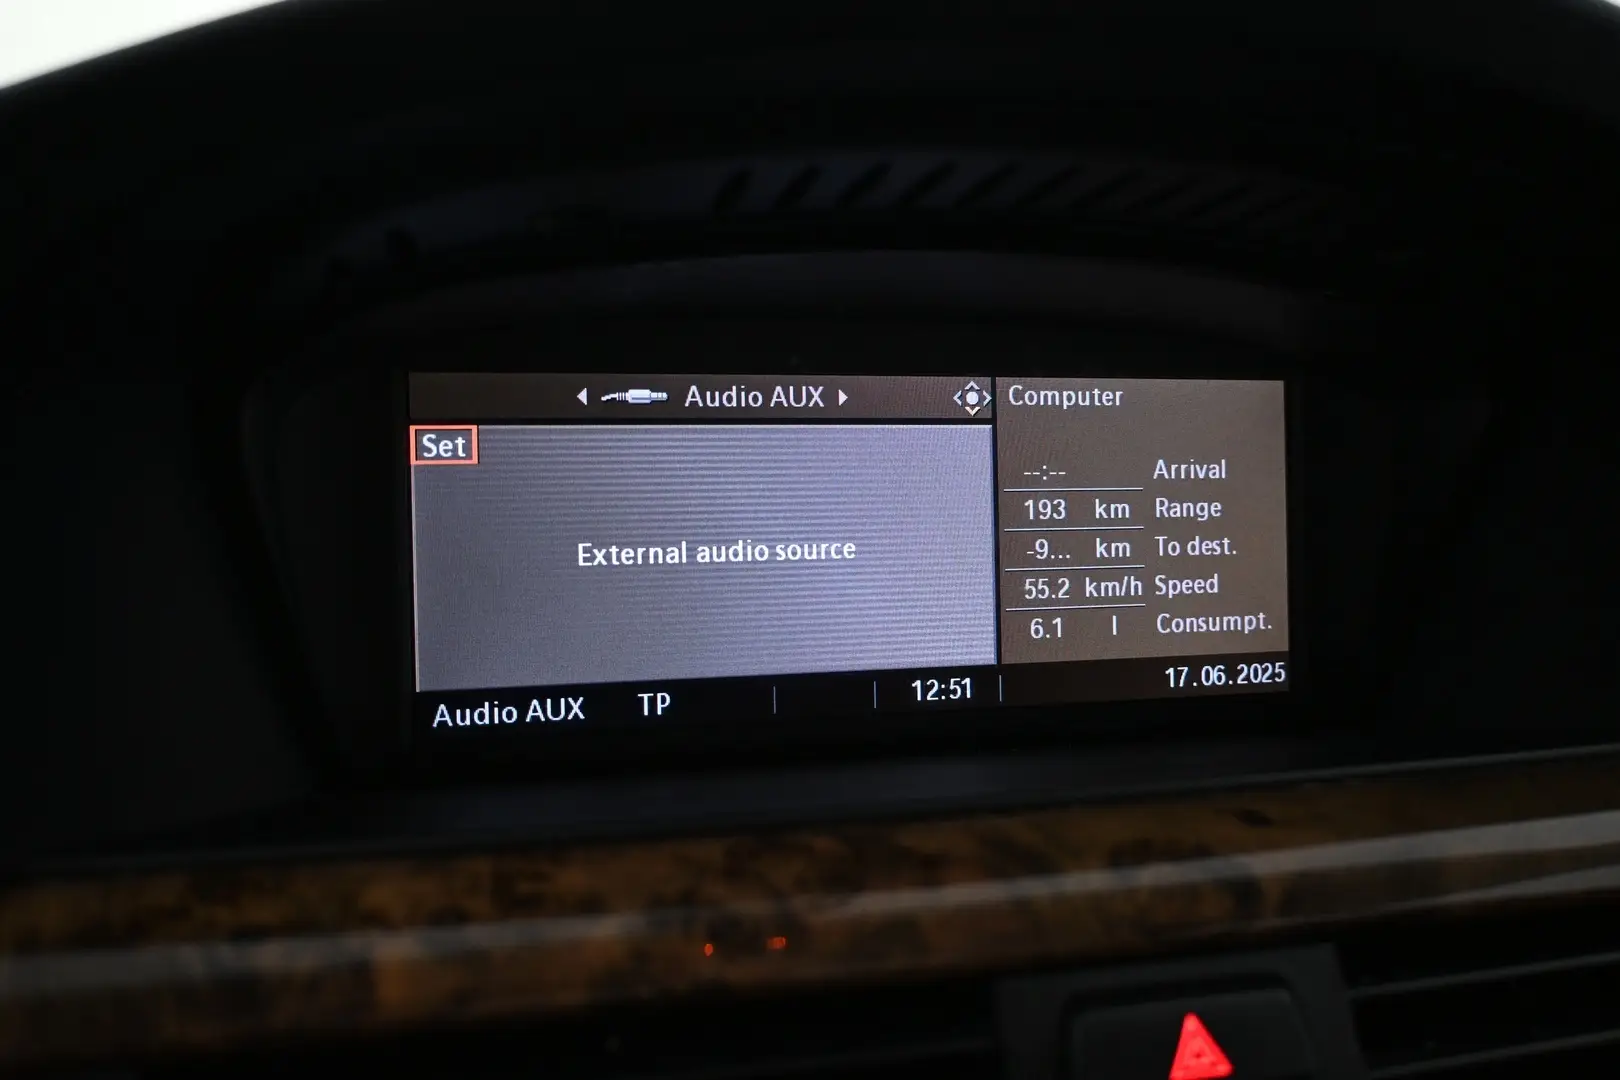 Audio AUX
Set
External audio source
Computer
--:-- Arrival
193 km Range
-9... km To dest.
55.2 km/h Speed
6.1 l Consumpt.
Audio AUX TP 12:51 17.06.2025